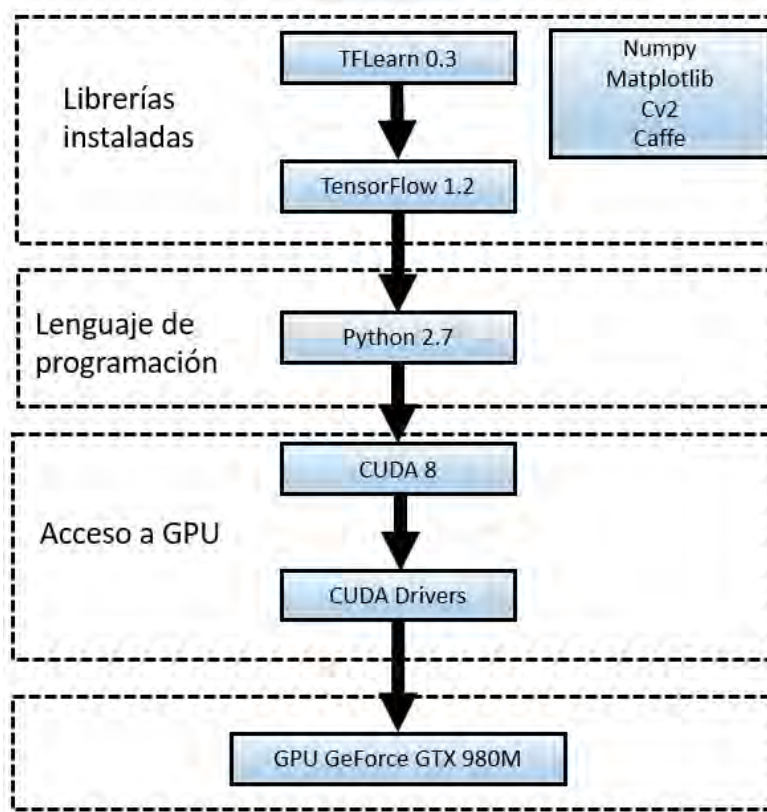 TFLearn 0.3
Numpy
Matplotlib
Cv2
Caffe
Librerías
instaladas
TensorFlow 1.2
Lenguaje de
programación
Python 2.7
CUDA 8
Acceso a GPU
CUDA Drivers
GPU GeForce GTX 980M